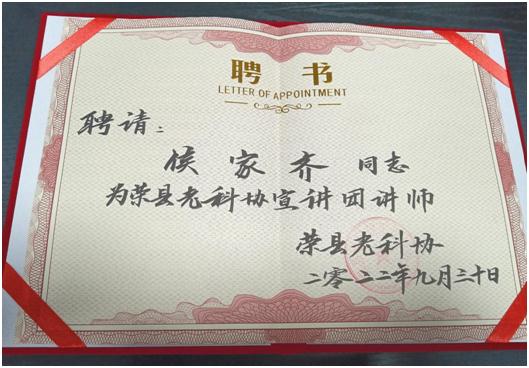 聘书
LETTER OF APPOINTMENT
聘请：
侯家齐 同志
为荣县老科协宣讲团讲师
荣县老科协
二零二二年九月三十日